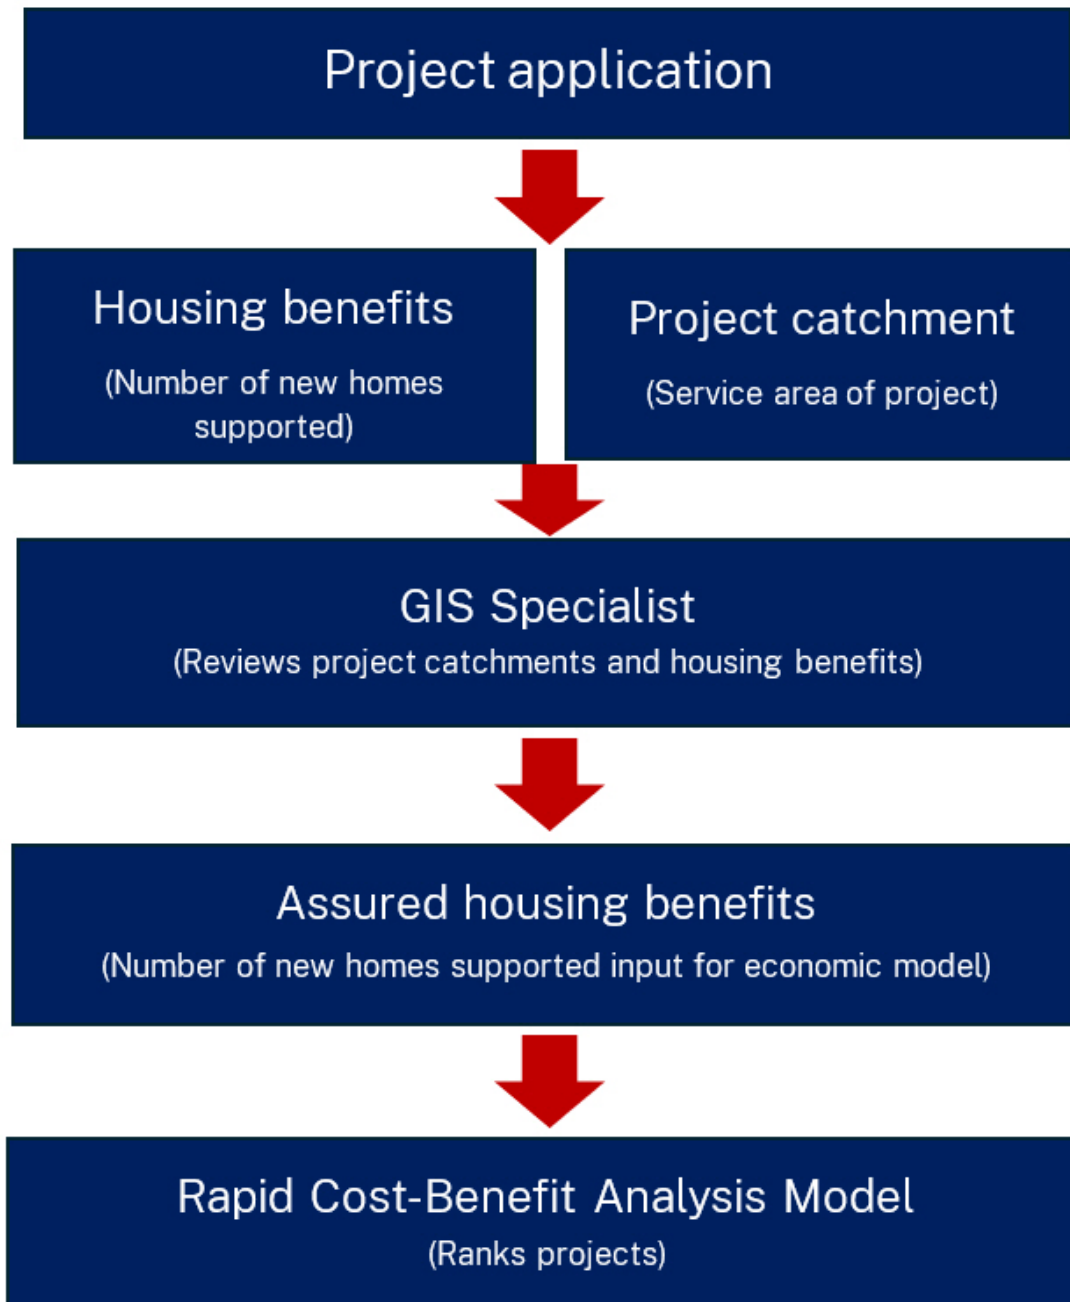 Project application
Housing benefits
(Number of new homes
supported)
Project catchment
(Service area of project)
GIS Specialist
(Reviews project catchments and housing benefits)
Assured housing benefits
(Number of new homes supported input for economic model)
Rapid Cost-Benefit Analysis Model
(Ranks projects)